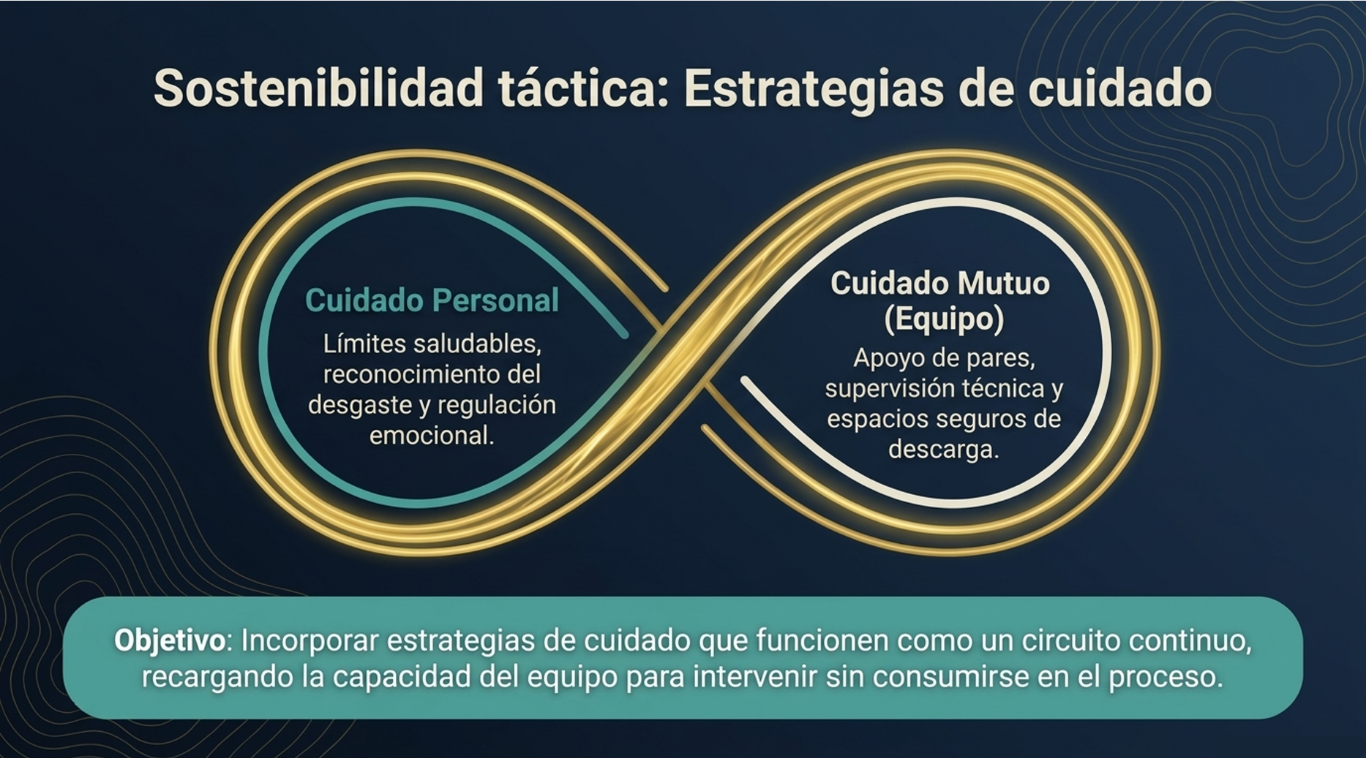 Sostenibilidad táctica: Estrategias de cuidado
Cuidado Personal
Límites saludables,
reconocimiento del
desgaste y regulación
emocional.
Cuidado Mutuo
(Equipo)
Apoyo de pares,
supervisión técnica y
espacios seguros de
descarga.
Objetivo: Incorporar estrategias de cuidado que funcionen como un circuito continuo,
recargando la capacidad del equipo para intervenir sin consumirse en el proceso.